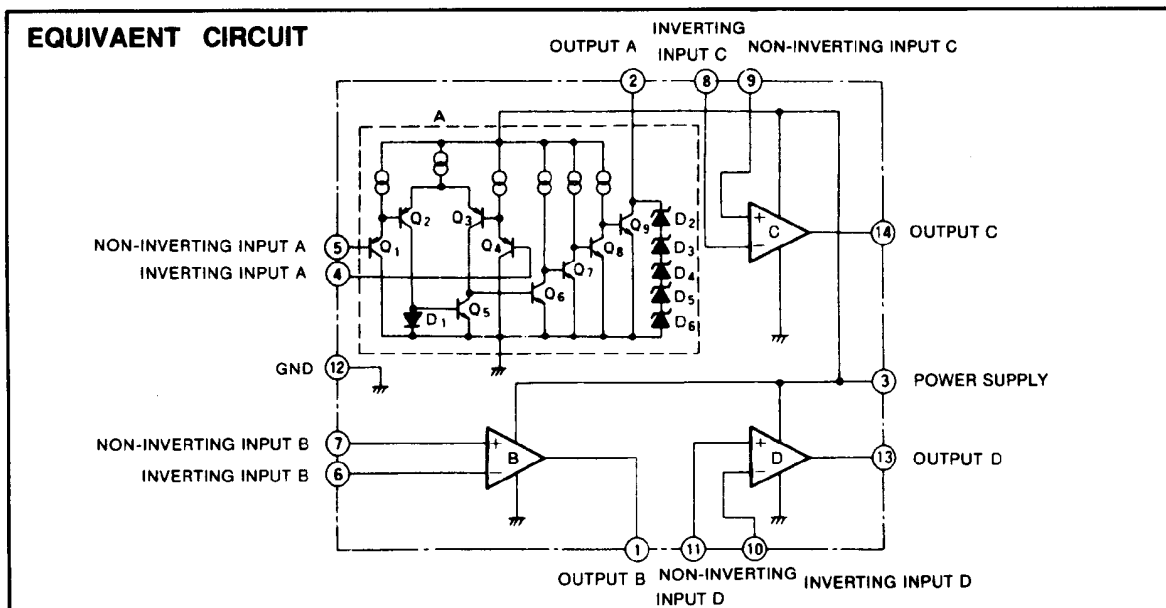 EQUIVAENT CIRCUIT
OUTPUT A
INVERTING
INPUT C
NON-INVERTING INPUT C
2
8
9
A
Q1
Q2
Q3
Q4
Q5
Q6
Q7
Q8
Q9
D1
D2
D3
D4
D5
D6
+
C
−
14
OUTPUT C
NON-INVERTING INPUT A
5
INVERTING INPUT A
4
GND
12
3
POWER SUPPLY
NON-INVERTING INPUT B
7
INVERTING INPUT B
6
+
B
−
+
D
−
13
OUTPUT D
1
11
10
OUTPUT B
NON-INVERTING
INPUT D
INVERTING INPUT D